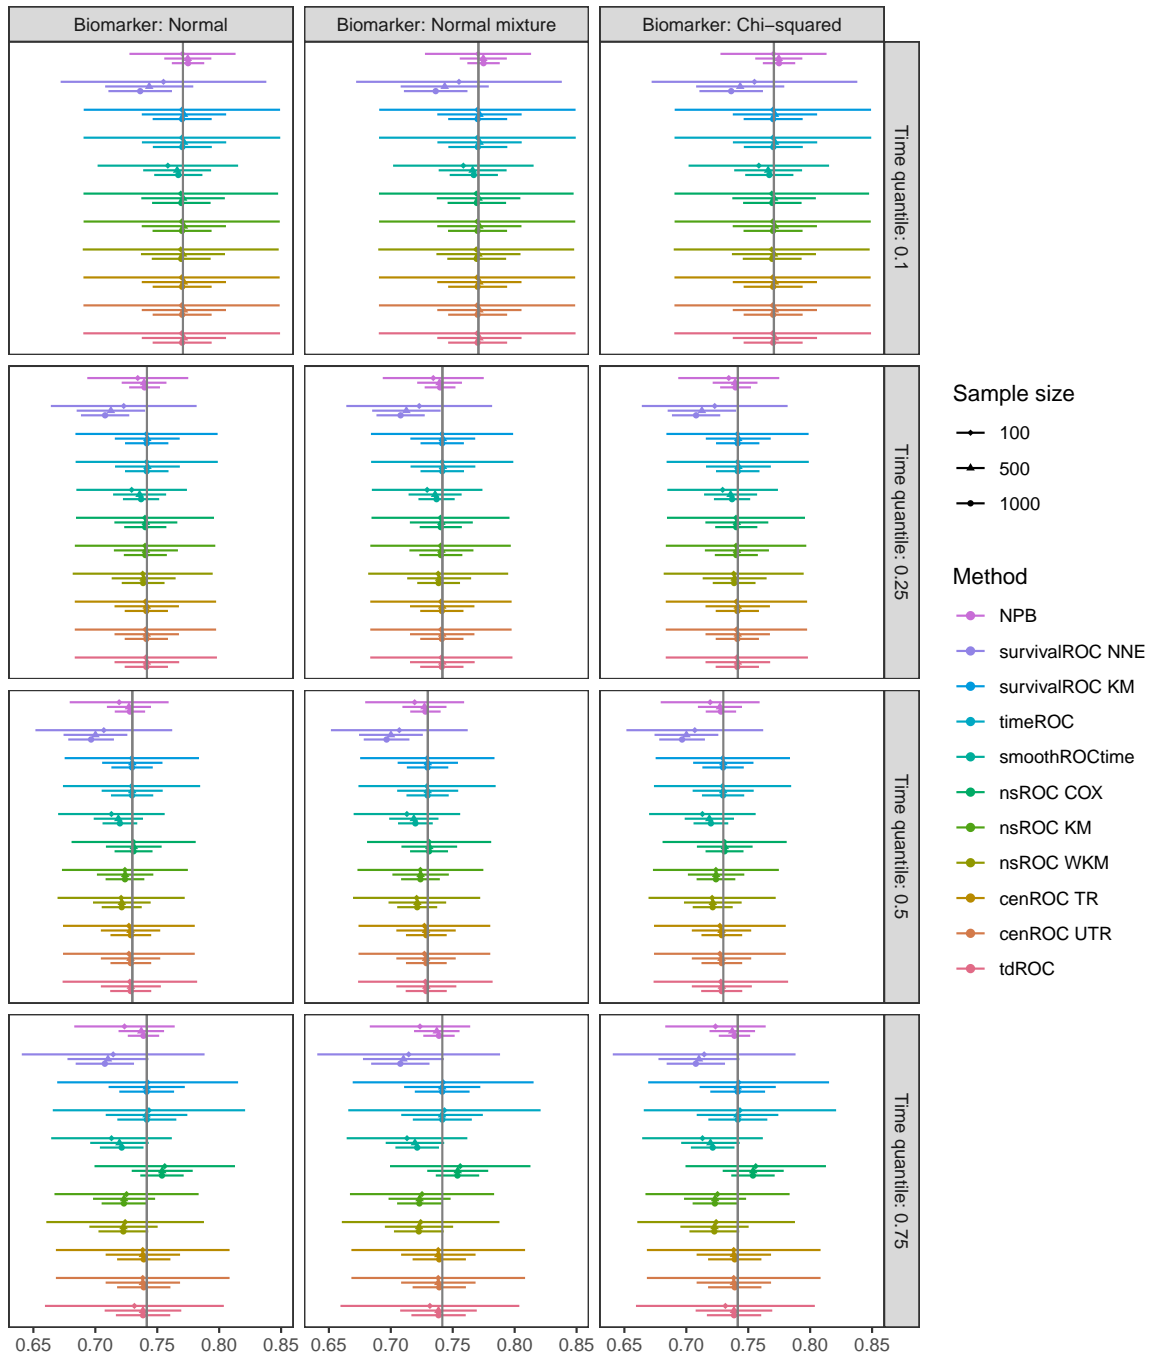 Biomarker: Normal
Biomarker: Normal mixture
Biomarker: Chi−squared
Time quantile: 0.1
Time quantile: 0.25
Time quantile: 0.5
Time quantile: 0.75
0.65 0.70 0.75 0.80 0.85
0.65 0.70 0.75 0.80 0.85
0.65 0.70 0.75 0.80 0.85
Sample size
100
500
1000
Method
NPB
survivalROC NNE
survivalROC KM
timeROC
smoothROCtime
nsROC COX
nsROC KM
nsROC WKM
cenROC TR
cenROC UTR
tdROC